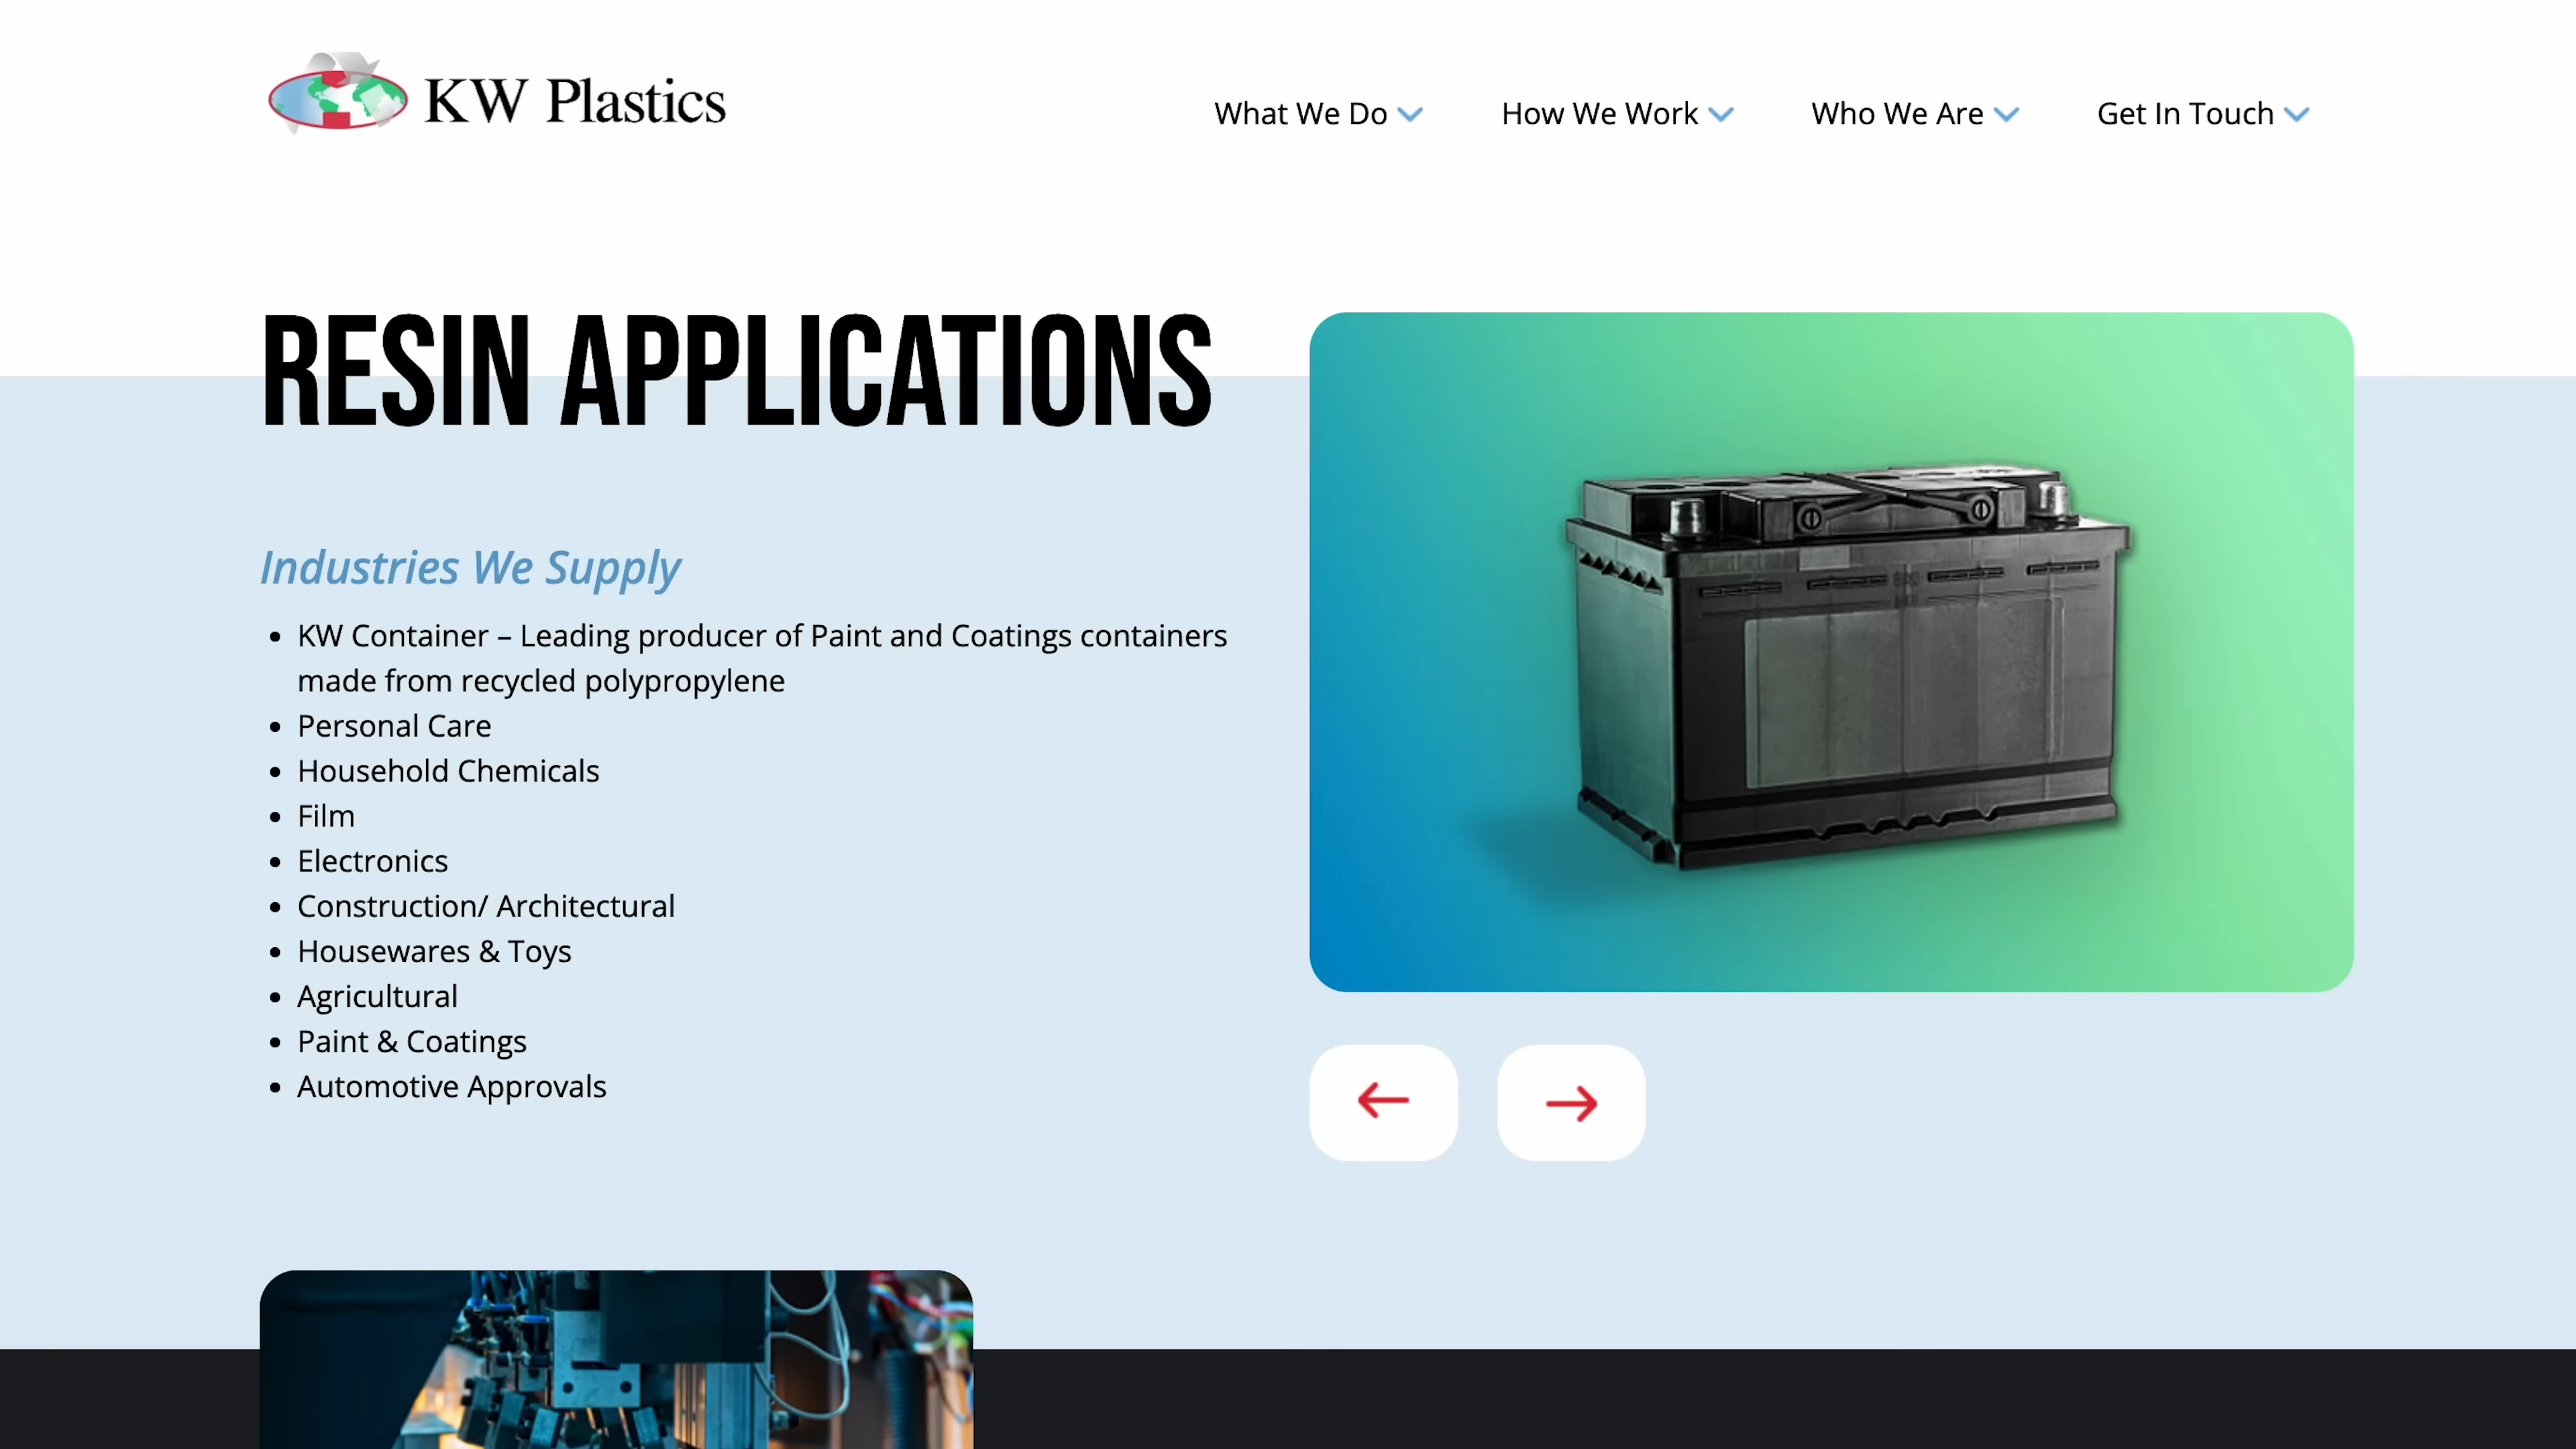 KW Plastics
What We Do
How We Work
Who We Are
Get In Touch
RESIN APPLICATIONS
Industries We Supply
• KW Container – Leading producer of Paint and Coatings containers
made from recycled polypropylene
• Personal Care
• Household Chemicals
• Film
• Electronics
• Construction/ Architectural
• Housewares & Toys
• Agricultural
• Paint & Coatings
• Automotive Approvals